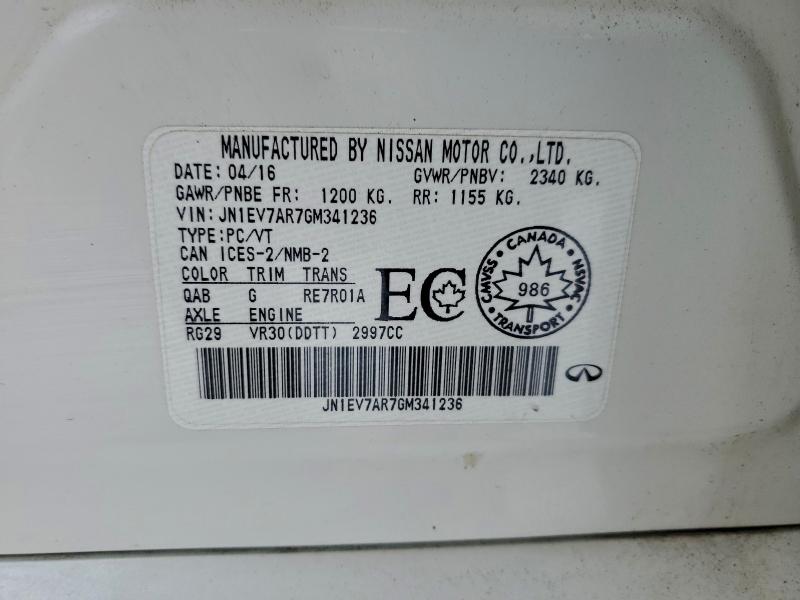 MANUFACTURED BY NISSAN MOTOR CO.,LTD.
DATE: 04/16 GVWR/PNBV: 2340 KG.
GAWR/PNBE FR: 1200 KG. RR: 1155 KG.
VIN: JN1EV7AR7GM341236
TYPE:PC/VT
CAN ICES-2/NMB-2
COLOR TRIM TRANS
QAB G RE7R01A
AXLE ENGINE
RG29 VR30(DDTT) 2997CC
EC
CANADA
CMVSS NSVAC
986
TRANSPORT
JN1EV7AR7GM341236